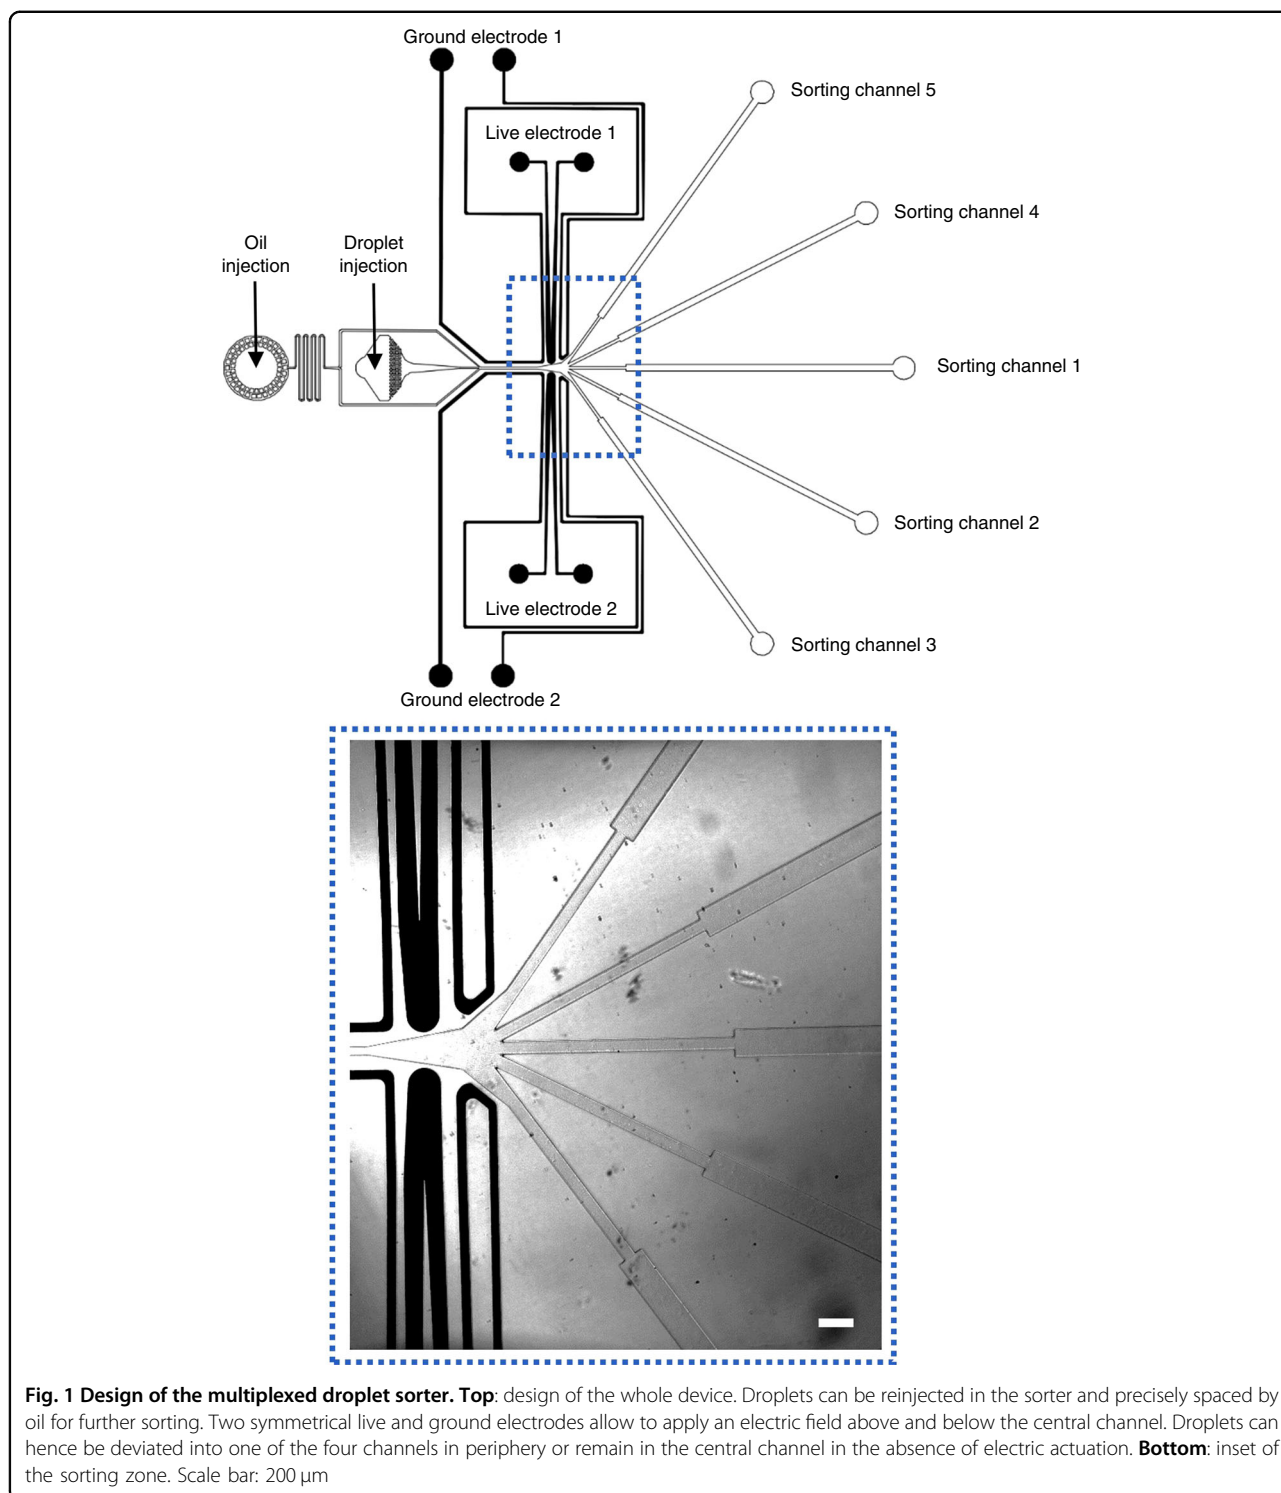 Ground electrode 1
Sorting channel 5
Live electrode 1
Sorting channel 4
Oil
injection
Droplet
injection
Sorting channel 1
Sorting channel 2
Live electrode 2
Sorting channel 3
Ground electrode 2
Fig. 1 Design of the multiplexed droplet sorter. Top: design of the whole device. Droplets can be reinjected in the sorter and precisely spaced by
oil for further sorting. Two symmetrical live and ground electrodes allow to apply an electric field above and below the central channel. Droplets can
hence be deviated into one of the four channels in periphery or remain in the central channel in the absence of electric actuation. Bottom: inset of
the sorting zone. Scale bar: 200 μm